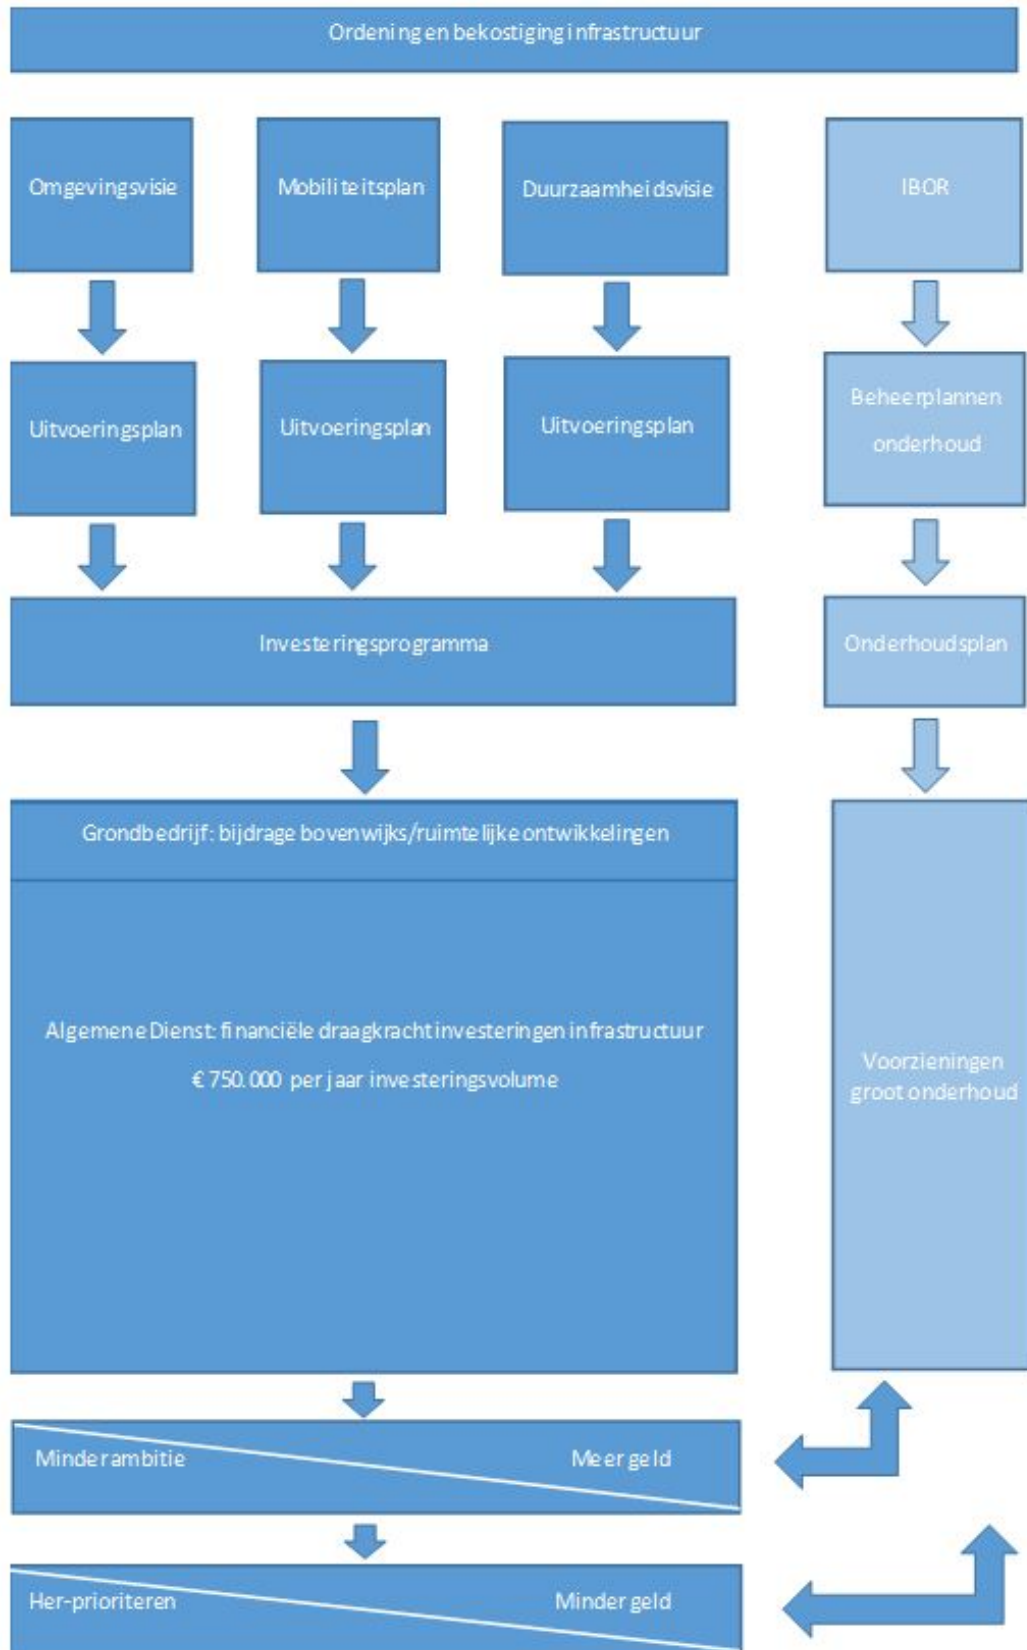 Ordening en bekostiging infrastructuur
Omgevingsvisie
Mobiliteitsplan
Duurzaamheidsvisie
IBOR
Uitvoeringsplan
Uitvoeringsplan
Uitvoeringsplan
Beheerplannen
onderhoud
Investeringsprogramma
Onderhoudsplan
Grondbedrijf: bijdrage bovenwijks/ruimtelijke ontwikkelingen
Algemene Dienst: financiële draagkracht investeringen infrastructuur
€ 750.000 per jaar investeringsvolume
Voorzieningen
groot onderhoud
Minder ambitie
Meer geld
Her-prioriteren
Minder geld